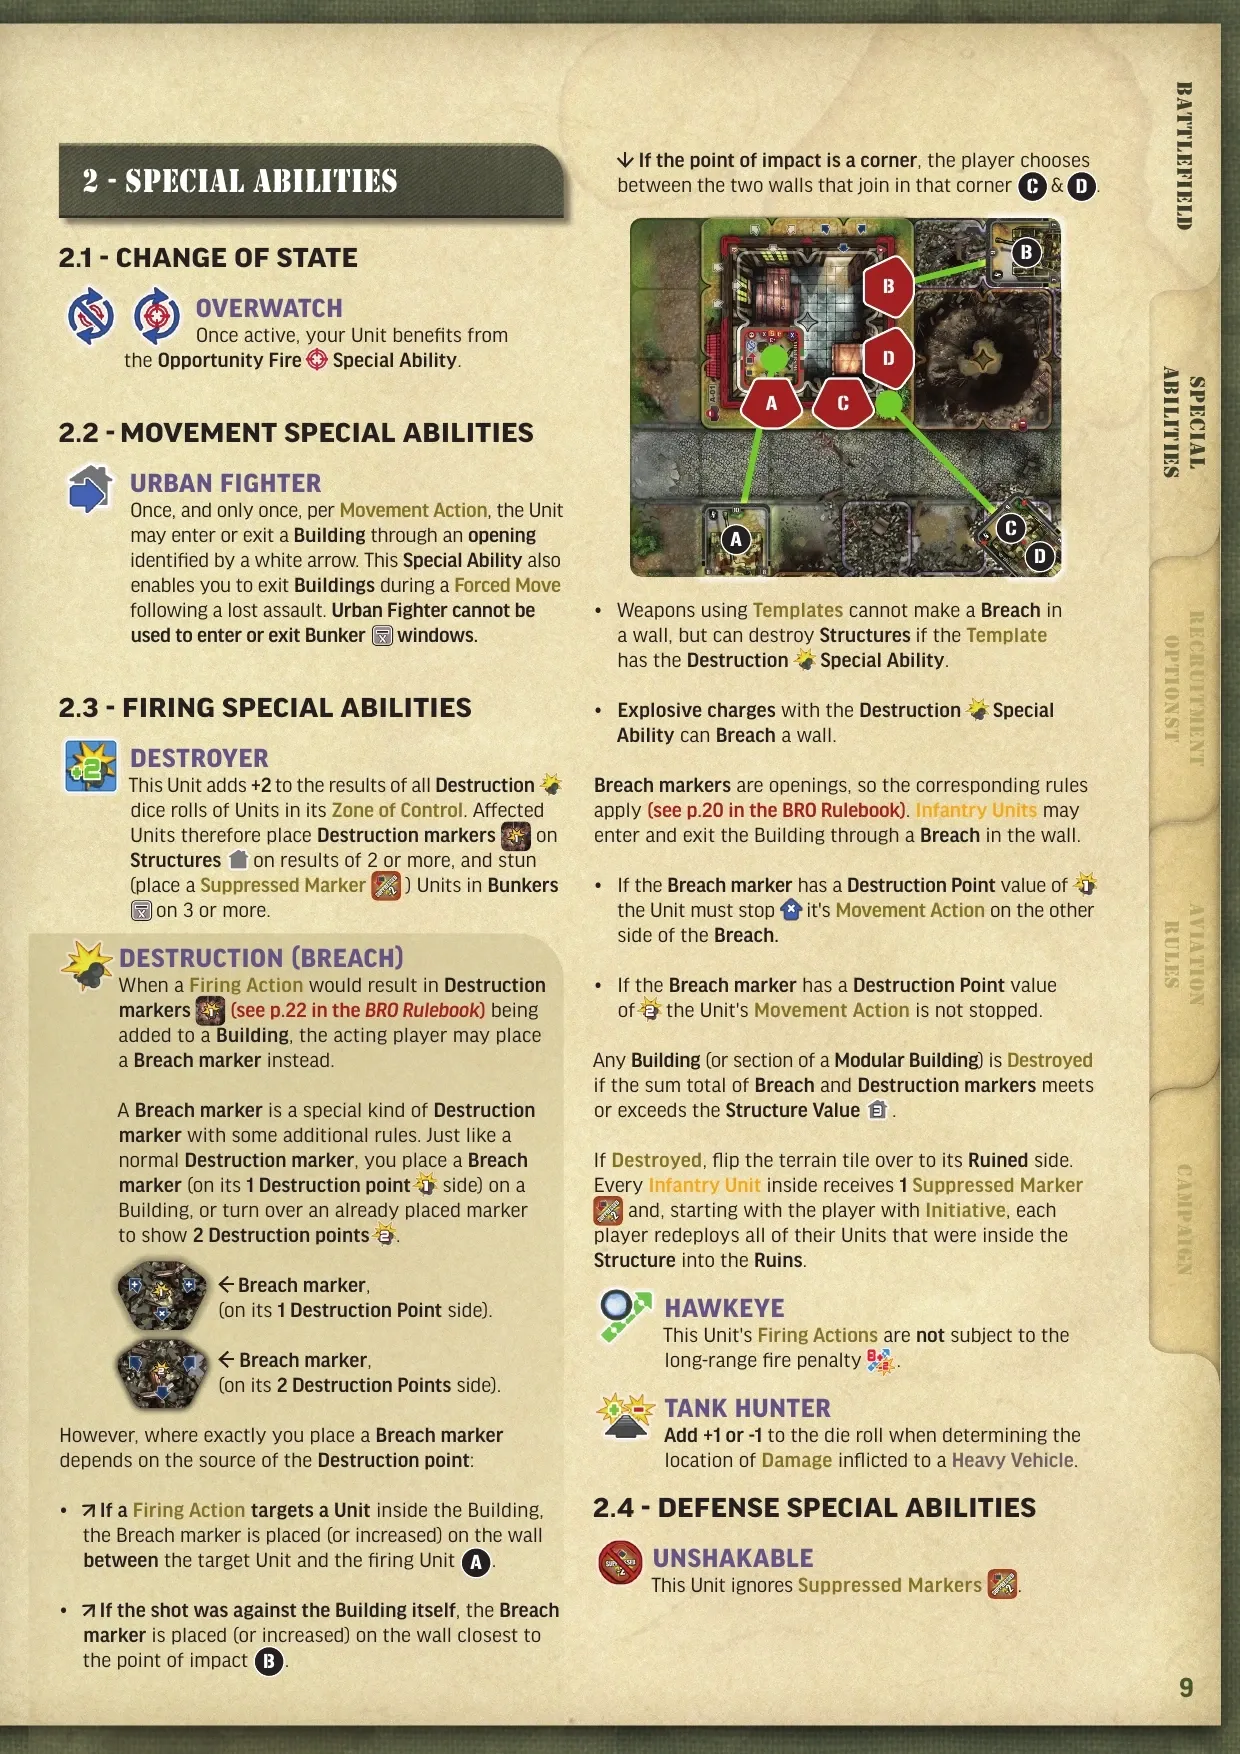 2 - SPECIAL ABILITIES
2.1 - CHANGE OF STATE
OVERWATCH
Once active, your Unit benefits from
the Opportunity Fire Special Ability.
2.2 - MOVEMENT SPECIAL ABILITIES
URBAN FIGHTER
Once, and only once, per Movement Action, the Unit
may enter or exit a Building through an opening
identified by a white arrow. This Special Ability also
enables you to exit Buildings during a Forced Move
following a lost assault. Urban Fighter cannot be
used to enter or exit Bunker windows.
2.3 - FIRING SPECIAL ABILITIES
+2
DESTROYER
This Unit adds +2 to the results of all Destruction
dice rolls of Units in its Zone of Control. Affected
Units therefore place Destruction markers on
Structures on results of 2 or more, and stun
(place a Suppressed Marker ) Units in Bunkers
on 3 or more.
DESTRUCTION (BREACH)
When a Firing Action would result in Destruction
markers (see p.22 in the BRO Rulebook) being
added to a Building, the acting player may place
a Breach marker instead.
A Breach marker is a special kind of Destruction
marker with some additional rules. Just like a
normal Destruction marker, you place a Breach
marker (on its 1 Destruction point 1 side) on a
Building, or turn over an already placed marker
to show 2 Destruction points 2.
← Breach marker,
(on its 1 Destruction Point side).
← Breach marker,
(on its 2 Destruction Points side).
However, where exactly you place a Breach marker
depends on the source of the Destruction point:
• ↗ If a Firing Action targets a Unit inside the Building,
the Breach marker is placed (or increased) on the wall
between the target Unit and the firing Unit A.
• ↗ If the shot was against the Building itself, the Breach
marker is placed (or increased) on the wall closest to
the point of impact B.
↓ If the point of impact is a corner, the player chooses
between the two walls that join in that corner C & D.
B
B
D
A
C
A-01
A
C
D
• Weapons using Templates cannot make a Breach in
a wall, but can destroy Structures if the Template
has the Destruction Special Ability.
• Explosive charges with the Destruction Special
Ability can Breach a wall.
Breach markers are openings, so the corresponding rules
apply (see p.20 in the BRO Rulebook). Infantry Units may
enter and exit the Building through a Breach in the wall.
• If the Breach marker has a Destruction Point value of 1
the Unit must stop it's Movement Action on the other
side of the Breach.
• If the Breach marker has a Destruction Point value
of 2 the Unit's Movement Action is not stopped.
Any Building (or section of a Modular Building) is Destroyed
if the sum total of Breach and Destruction markers meets
or exceeds the Structure Value 3.
If Destroyed, flip the terrain tile over to its Ruined side.
Every Infantry Unit inside receives 1 Suppressed Marker
and, starting with the player with Initiative, each
player redeploys all of their Units that were inside the
Structure into the Ruins.
HAWKEYE
This Unit's Firing Actions are not subject to the
long-range fire penalty .
TANK HUNTER
Add +1 or -1 to the die roll when determining the
location of Damage inflicted to a Heavy Vehicle.
2.4 - DEFENSE SPECIAL ABILITIES
UNSHAKABLE
This Unit ignores Suppressed Markers .
BATTLEFIELD
SPECIAL
ABILITIES
RECRUITMENT
OPTIONST
AVIATION
RULES
CAMPAIGN
9